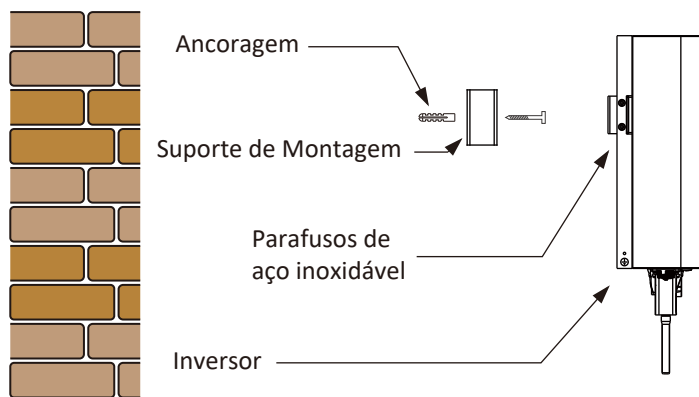 Ancoragem
Suporte de Montagem
Parafusos de
aço inoxidável
Inversor